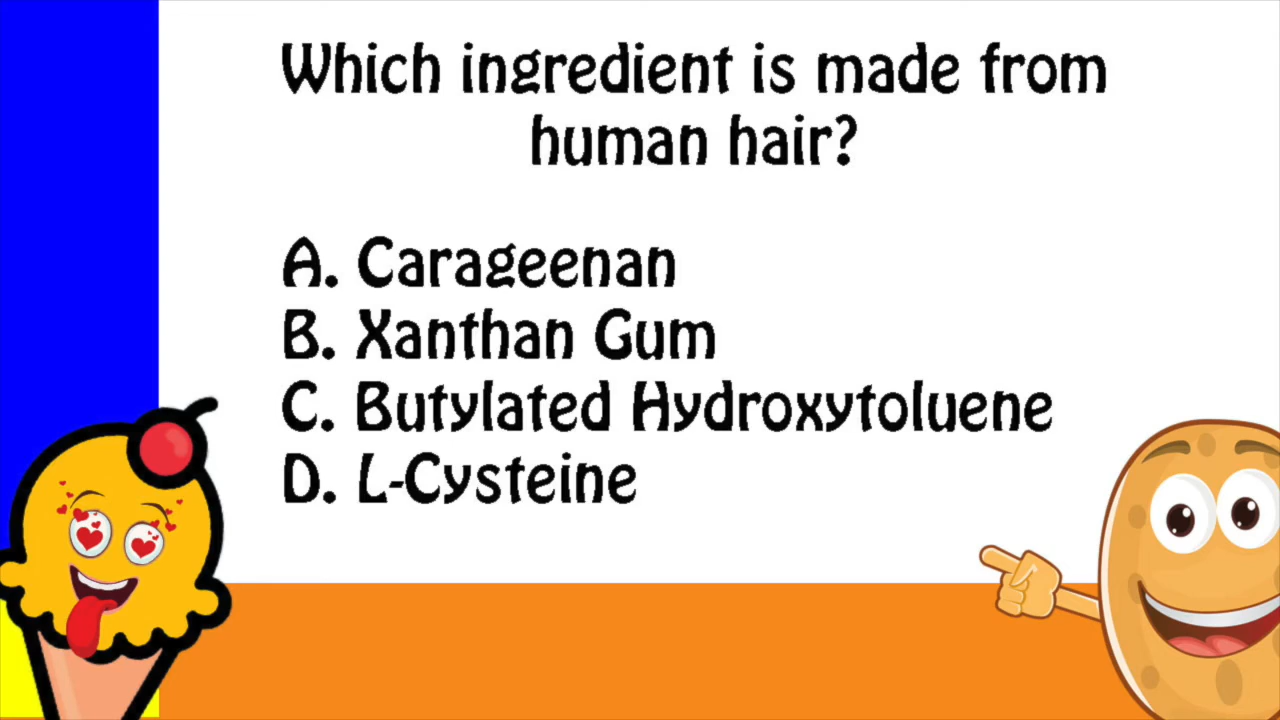 Which ingredient is made from
human hair?
A. Carageenan
B. Xanthan Gum
C. Butylated Hydroxytoluene
D. L-Cysteine